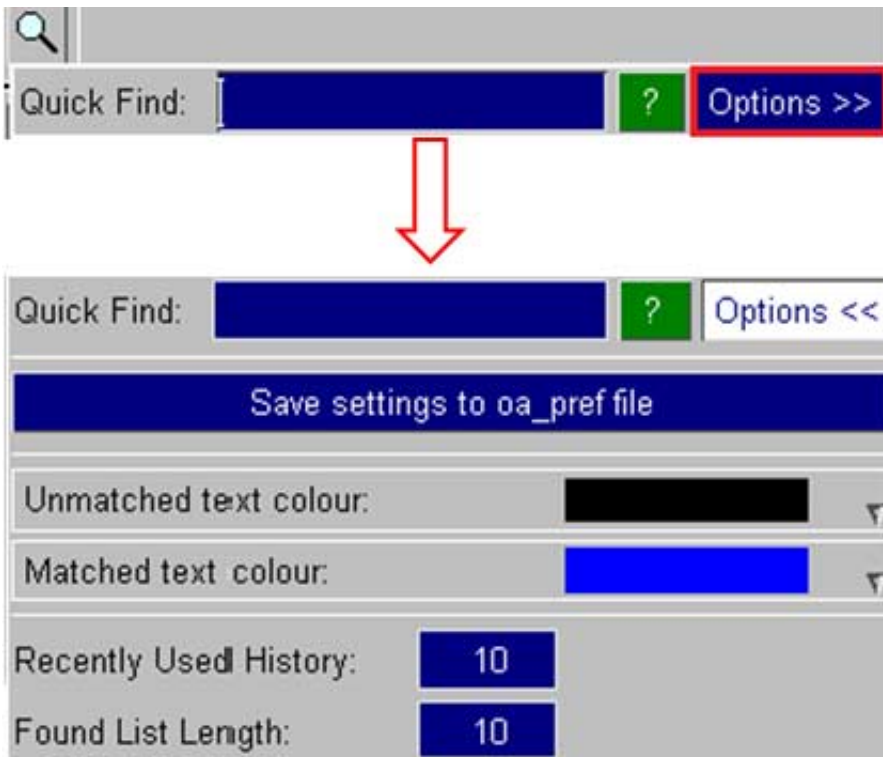 Quick Find: ? Options >>
Quick Find: ? Options <<
Save settings to oa_pref file
Unmatched text colour:
Matched text colour:
Recently Used History: 10
Found List Length: 10